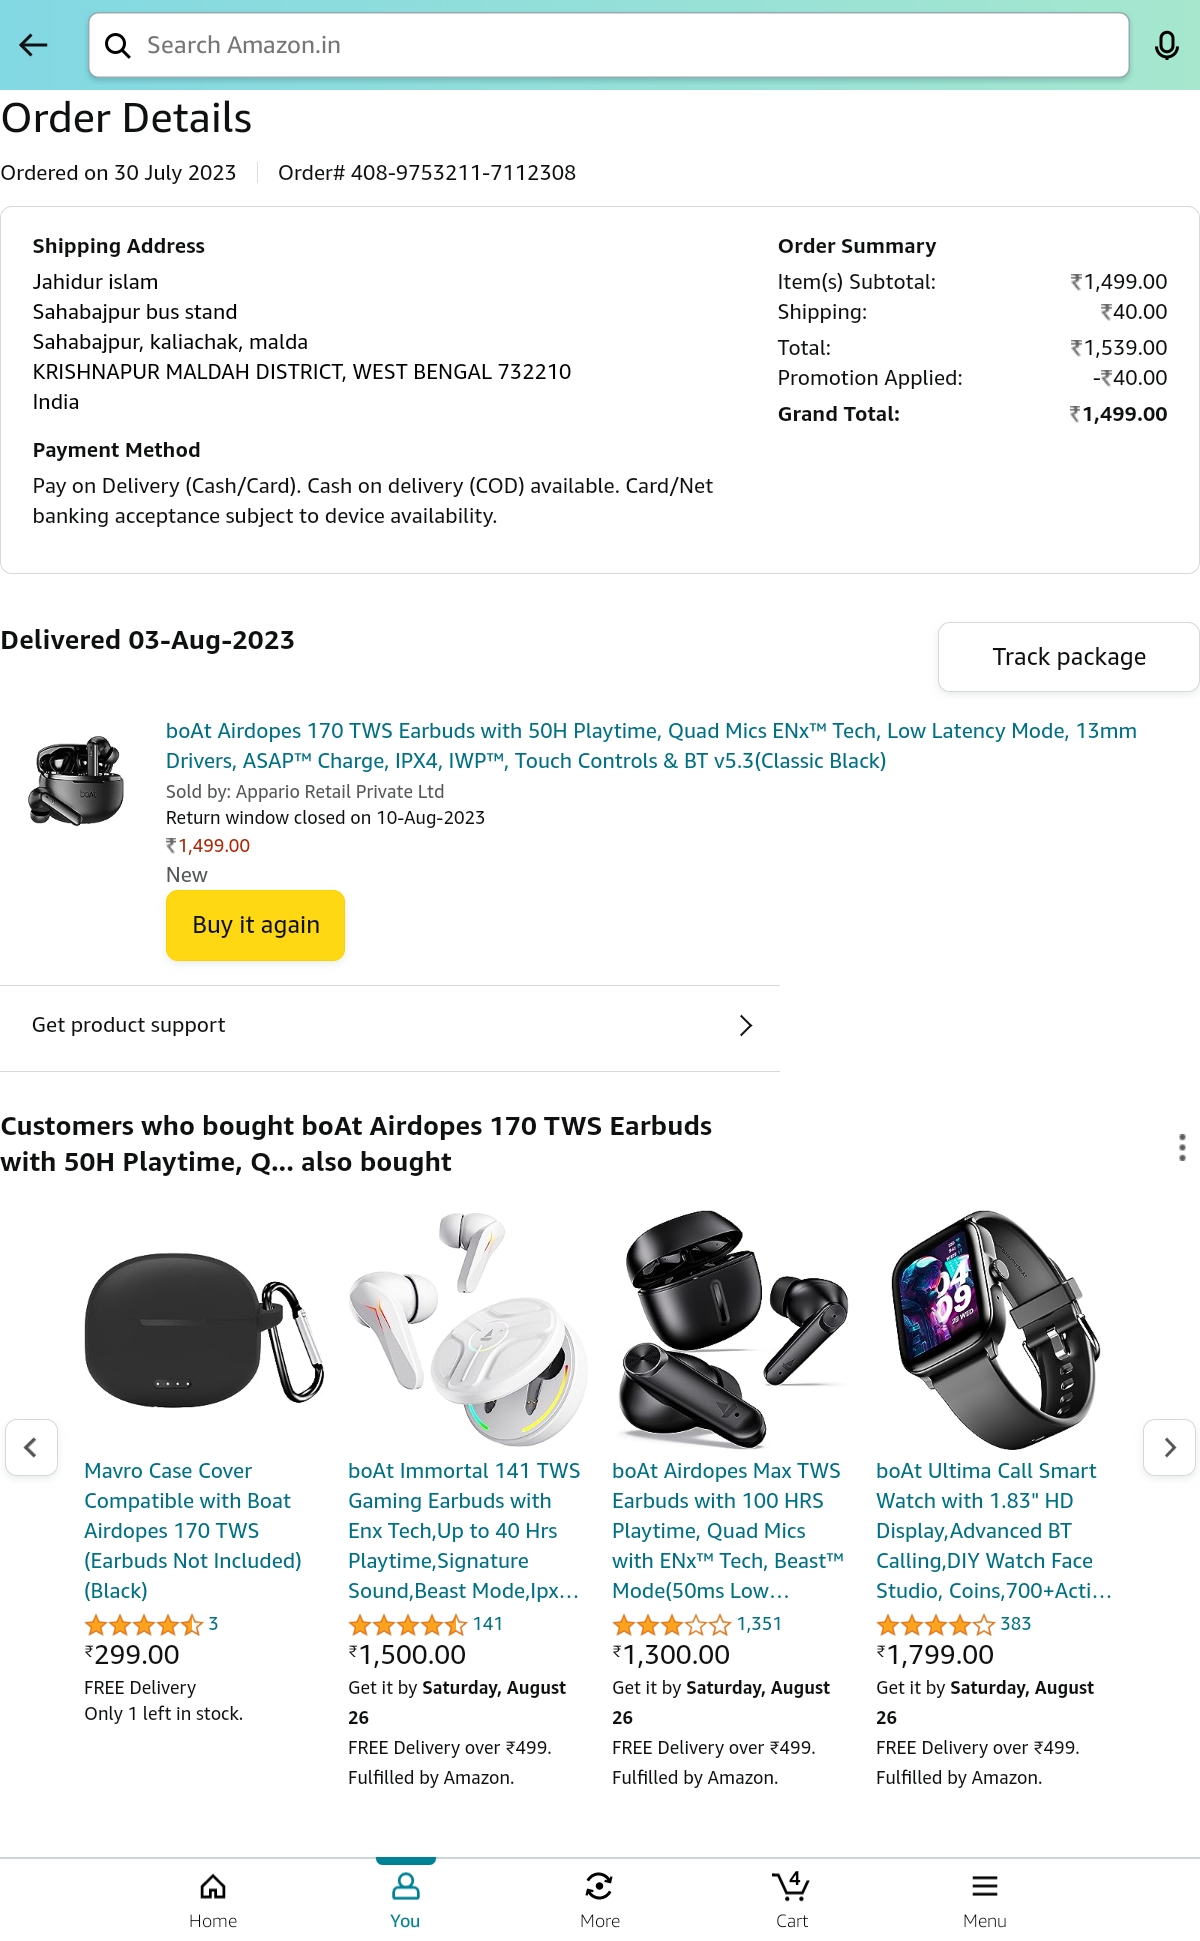 Search Amazon.in
Order Details
Ordered on 30 July 2023 Order# 408-9753211-7112308
Shipping Address
Jahidur islam
Sahabajpur bus stand
Sahabajpur, kaliachak, malda
KRISHNAPUR MALDAH DISTRICT, WEST BENGAL 732210
India
Payment Method
Pay on Delivery (Cash/Card). Cash on delivery (COD) available. Card/Net
banking acceptance subject to device availability.
Order Summary
Item(s) Subtotal: ₹1,499.00
Shipping: ₹40.00
Total: ₹1,539.00
Promotion Applied: -₹40.00
Grand Total: ₹1,499.00
Delivered 03-Aug-2023
Track package
boAt Airdopes 170 TWS Earbuds with 50H Playtime, Quad Mics ENx™ Tech, Low Latency Mode, 13mm
Drivers, ASAP™ Charge, IPX4, IWP™, Touch Controls & BT v5.3(Classic Black)
Sold by: Appario Retail Private Ltd
Return window closed on 10-Aug-2023
₹1,499.00
New
Buy it again
Get product support
Customers who bought boAt Airdopes 170 TWS Earbuds
with 50H Playtime, Q... also bought
Mavro Case Cover
Compatible with Boat
Airdopes 170 TWS
(Earbuds Not Included)
(Black)
3
₹299.00
FREE Delivery
Only 1 left in stock.
boAt Immortal 141 TWS
Gaming Earbuds with
Enx Tech,Up to 40 Hrs
Playtime,Signature
Sound,Beast Mode,Ipx...
141
₹1,500.00
Get it by Saturday, August
26
FREE Delivery over ₹499.
Fulfilled by Amazon.
boAt Airdopes Max TWS
Earbuds with 100 HRS
Playtime, Quad Mics
with ENx™ Tech, Beast™
Mode(50ms Low...
1,351
₹1,300.00
Get it by Saturday, August
26
FREE Delivery over ₹499.
Fulfilled by Amazon.
04
09
boAt Ultima Call Smart
Watch with 1.83" HD
Display,Advanced BT
Calling,DIY Watch Face
Studio, Coins,700+Acti...
383
₹1,799.00
Get it by Saturday, August
26
FREE Delivery over ₹499.
Fulfilled by Amazon.
Home
You
More
4
Cart
Menu